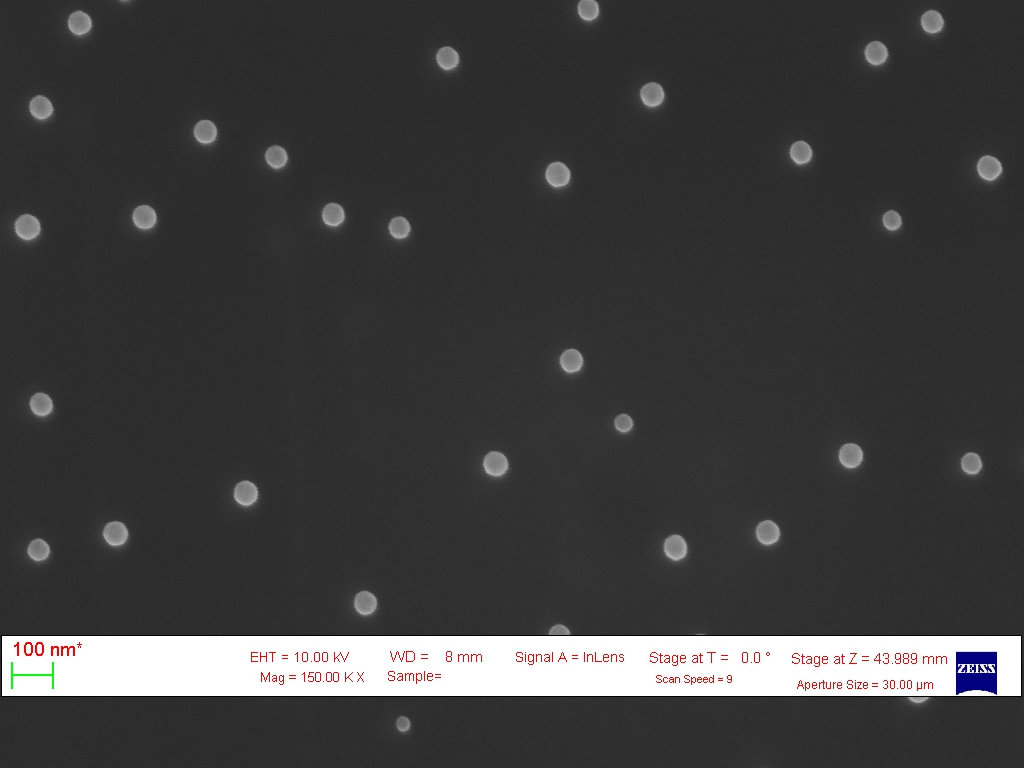 100 nm*
EHT = 10.00 kV WD = 8 mm Signal A = InLens Stage at T = 0.0 ° Stage at Z = 43.989 mm
Mag = 150.00 K X Sample= Scan Speed = 9 Aperture Size = 30.00 µm
ZEISS